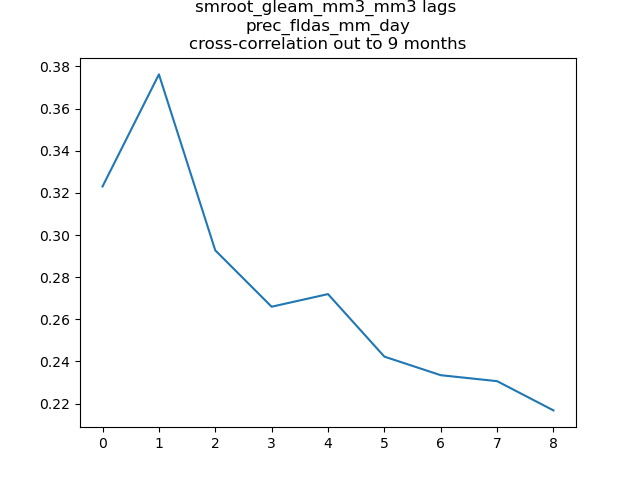 smroot_gleam_mm3_mm3 lags
prec_fldas_mm_day
cross-correlation out to 9 months
0.38
0.36
0.34
0.32
0.30
0.28
0.26
0.24
0.22
0 1 2 3 4 5 6 7 8